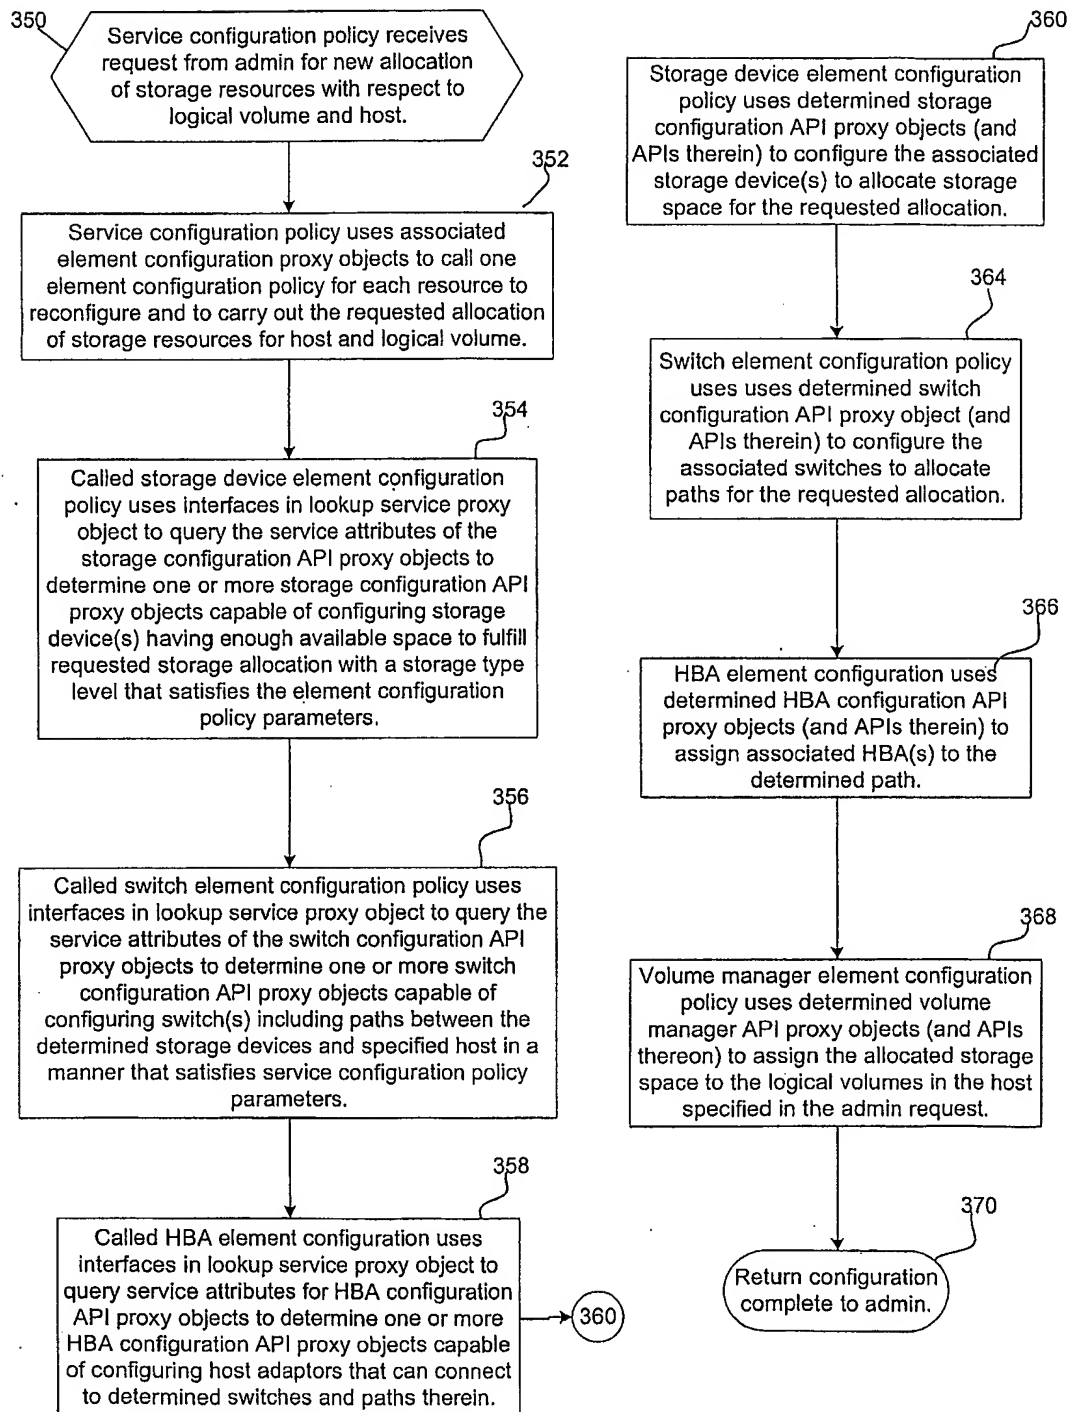 350
Service configuration policy receives
request from admin for new allocation
of storage resources with respect to
logical volume and host.
352
Service configuration policy uses associated
element configuration proxy objects to call one
element configuration policy for each resource to
reconfigure and to carry out the requested allocation
of storage resources for host and logical volume.
354
Called storage device element configuration
policy uses interfaces in lookup service proxy
object to query the service attributes of the
storage configuration API proxy objects to
determine one or more storage configuration API
proxy objects capable of configuring storage
device(s) having enough available space to fulfill
requested storage allocation with a storage type
level that satisfies the element configuration
policy parameters.
356
Called switch element configuration policy uses
interfaces in lookup service proxy object to query the
service attributes of the switch configuration API
proxy objects to determine one or more switch
configuration API proxy objects capable of
configuring switch(s) including paths between the
determined storage devices and specified host in a
manner that satisfies service configuration policy
parameters.
358
Called HBA element configuration uses
interfaces in lookup service proxy object to
query service attributes for HBA configuration
API proxy objects to determine one or more
HBA configuration API proxy objects capable
of configuring host adaptors that can connect
to determined switches and paths therein.
360
360
Storage device element configuration
policy uses determined storage
configuration API proxy objects (and
APIs therein) to configure the associated
storage device(s) to allocate storage
space for the requested allocation.
364
Switch element configuration policy
uses uses determined switch
configuration API proxy object (and
APIs therein) to configure the
associated switches to allocate
paths for the requested allocation.
366
HBA element configuration uses
determined HBA configuration API
proxy objects (and APIs therein) to
assign associated HBA(s) to the
determined path.
368
Volume manager element configuration
policy uses determined volume
manager API proxy objects (and APIs
thereon) to assign the allocated storage
space to the logical volumes in the host
specified in the admin request.
370
Return configuration
complete to admin.